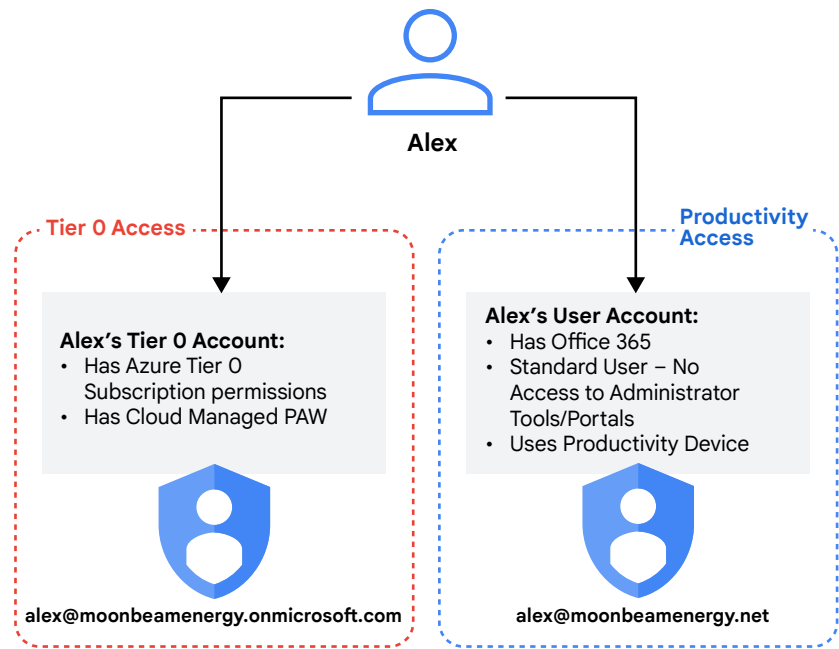 Alex
Tier 0 Access
Alex’s Tier 0 Account:
• Has Azure Tier 0
Subscription permissions
• Has Cloud Managed PAW
alex@moonbeamenergy.onmicrosoft.com
Productivity
Access
Alex’s User Account:
• Has Office 365
• Standard User – No
Access to Administrator
Tools/Portals
• Uses Productivity Device
alex@moonbeamenergy.net